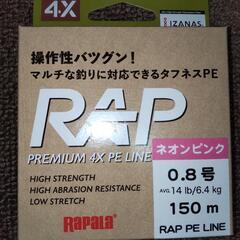 4X
IZANAS
操作性バツグン!
マルチな釣りに対応できるタフネスPE
RAP
PREMIUM 4X PE LINE
ネオンピンク
HIGH STRENGTH
HIGH ABRASION RESISTANCE
LOW STRETCH
0.8号
AVG. 14 lb/6.4 kg
150 m
Rapala
RAP PE LINE